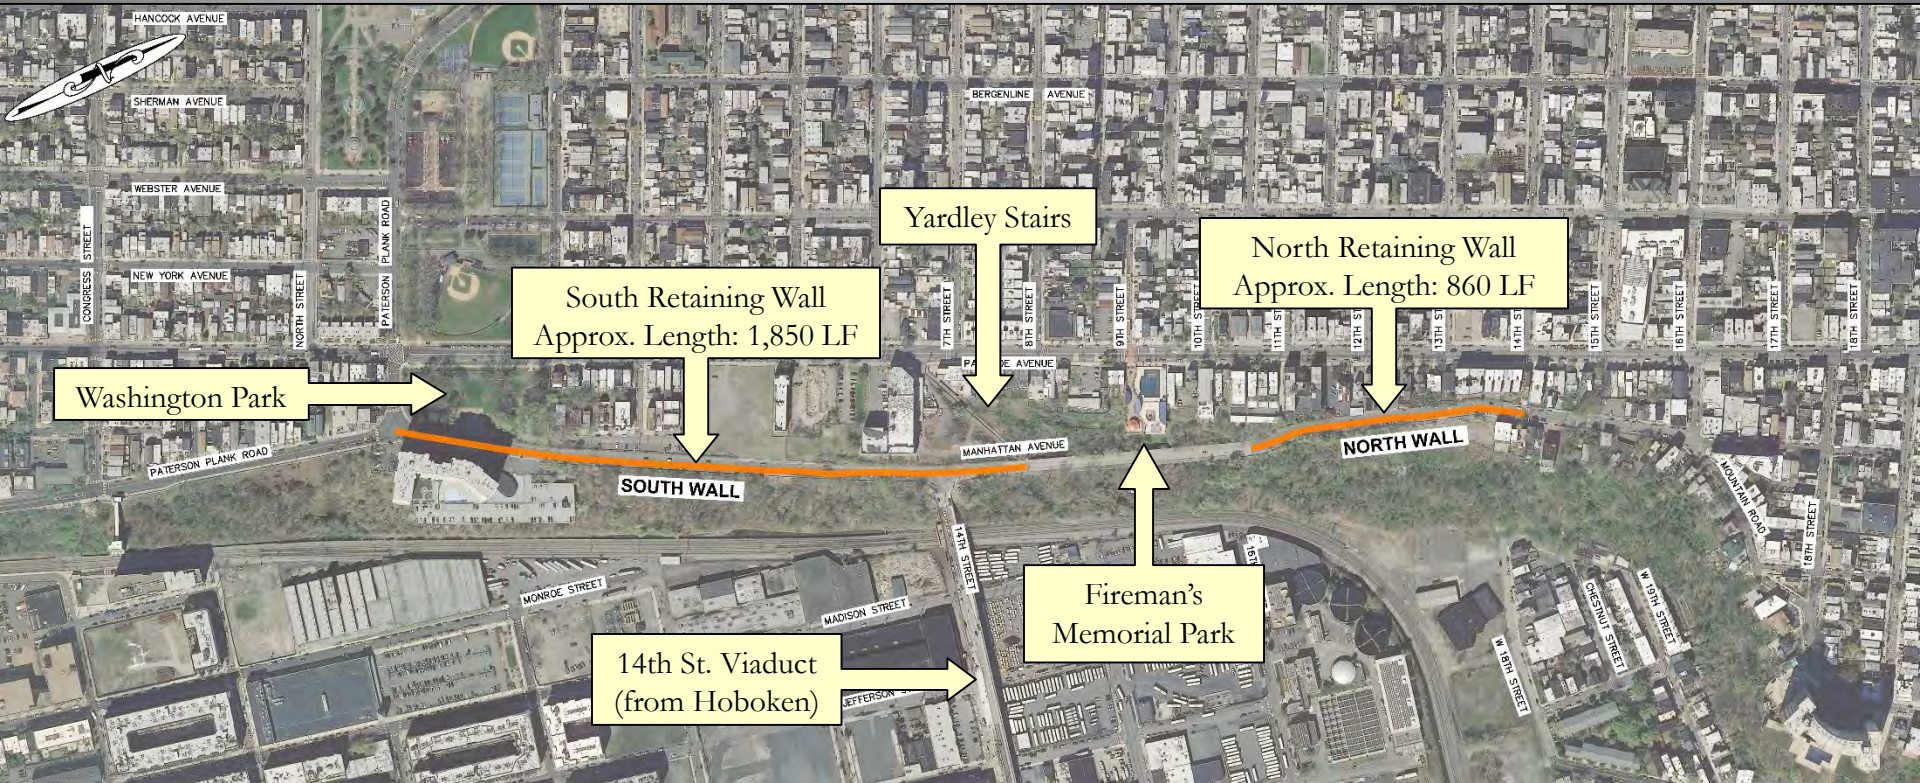 HANCOCK AVENUE
SHERMAN AVENUE
BERGENLINE AVENUE
WEBSTER AVENUE
CONGRESS STREET
NEW YORK AVENUE
NORTH STREET
PATERSON PLANK ROAD
Yardley Stairs
North Retaining Wall
Approx. Length: 860 LF
South Retaining Wall
Approx. Length: 1,850 LF
7TH STREET
8TH STREET
9TH STREET
10TH STREET
11TH ST
12TH ST
13TH ST
14TH ST
15TH STREET
16TH STREET
17TH STREET
18TH STREET
PA DE AVENUE
Washington Park
PATERSON PLANK ROAD
MANHATTAN AVENUE
SOUTH WALL
NORTH WALL
MOUNTAIN ROAD
18TH STREET
14TH STREET
16TH
MONROE STREET
MADISON STREET
Fireman's
Memorial Park
14th St. Viaduct
(from Hoboken)
JEFFERSON S
W 18TH STREET
CHESTNUT STREET
W 19TH STREET